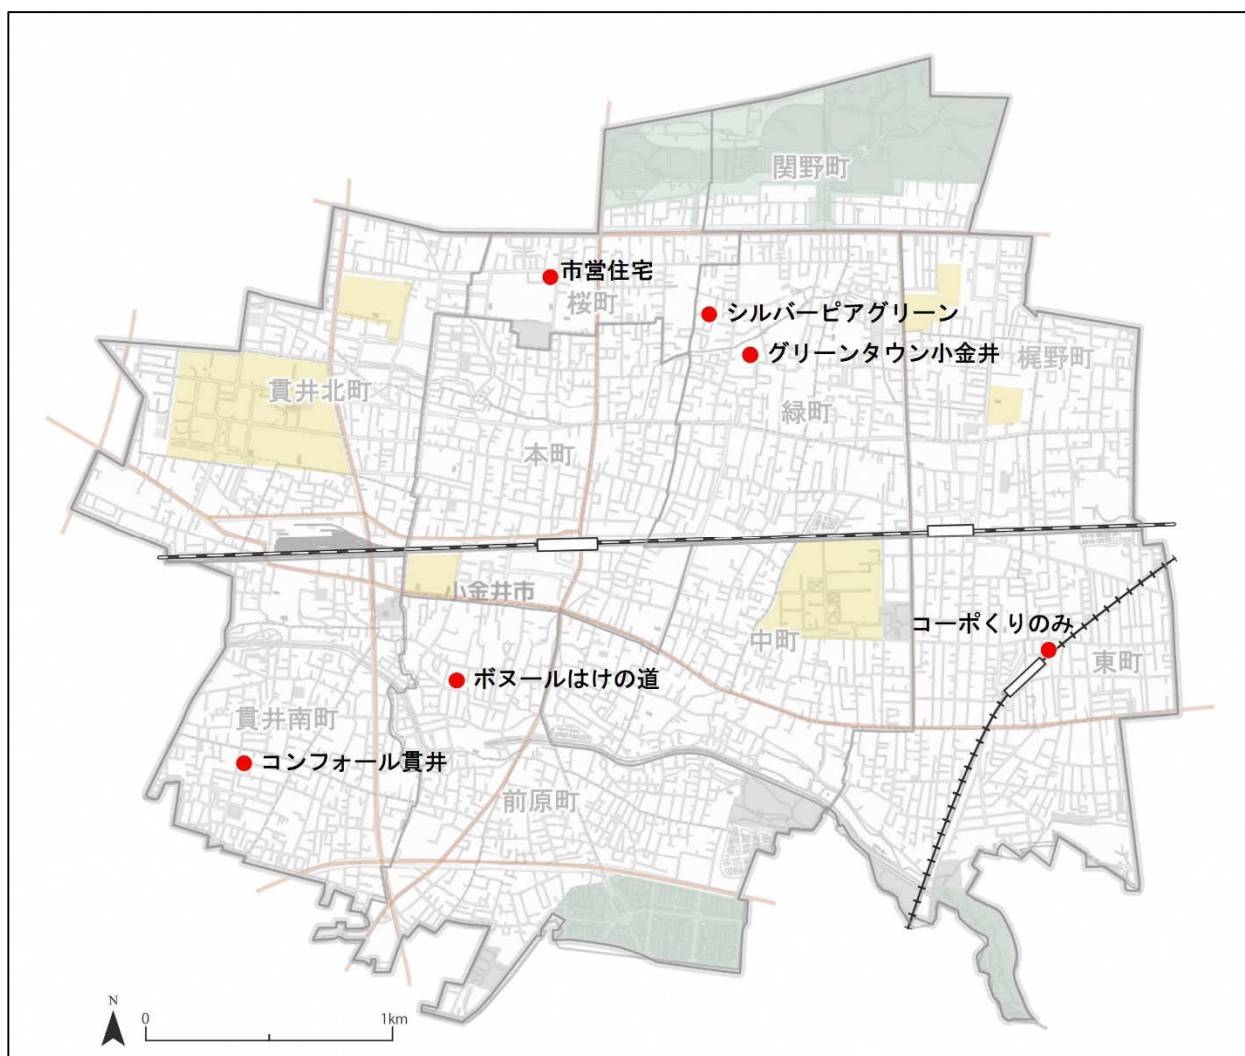 関野町
市営住宅
桜町
シルバーピアグリーン
グリーンタウン小金井
梶野町
貫井北町
緑町
本町
小金井市
コーポくりのみ
中町
東町
ボヌールはけの道
貫井南町
コンフォール貫井
前原町
N
0 1km